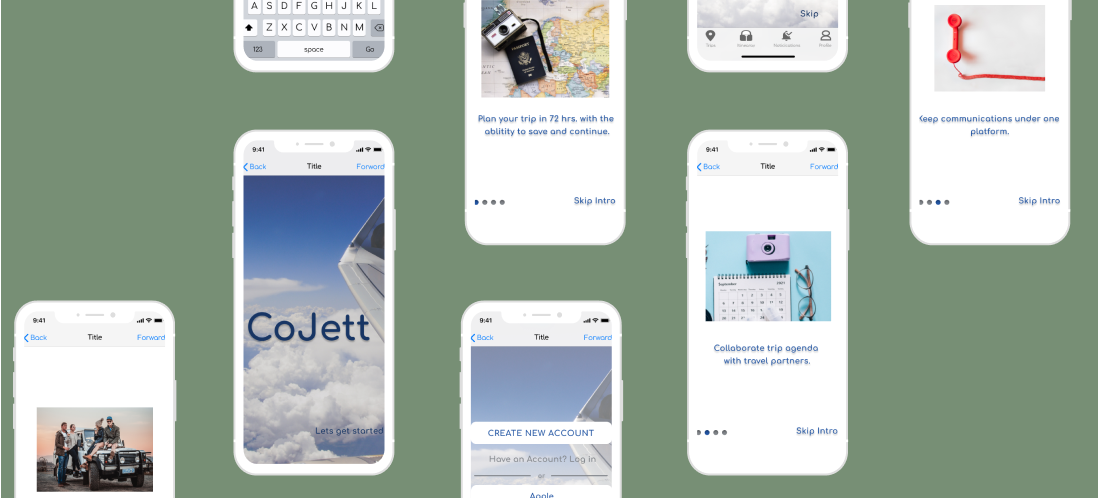 A S D F G H J K L
Z X C V B N M
123 space Go
PASSPORT
Plan your trip in 72 hrs. with the
ablitity to save and continue.
Skip Intro
Skip
Trips
Notifications
Profile
Keep communications under one
platform.
Skip Intro
9:41
Back Title Forward
CoJett
Lets get started
9:41
Back Title Forward
September 2021
Collaborate trip agenda
with travel partners.
Skip Intro
9:41
Back Title Forward
9:41
Back Title Forward
CREATE NEW ACCOUNT
Have an Account? Log in
or
Apple